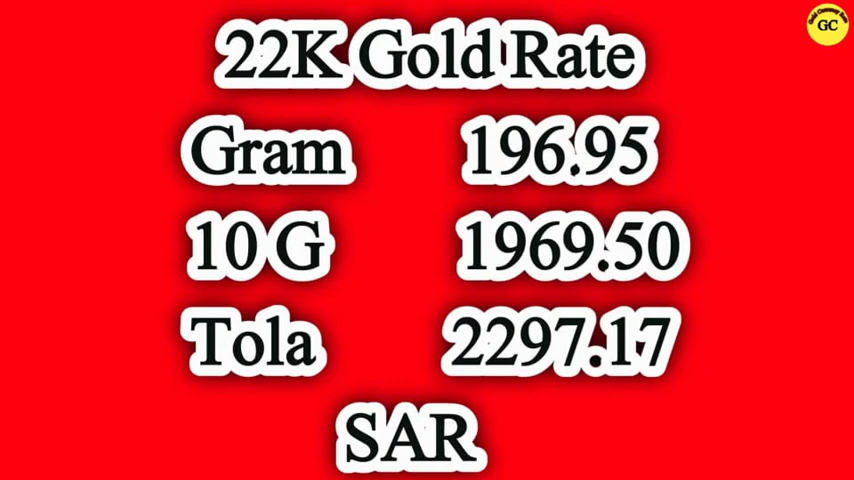 22K Gold Rate
Gram 196.95
10 G 1969.50
Tola 2297.17
SAR
GC